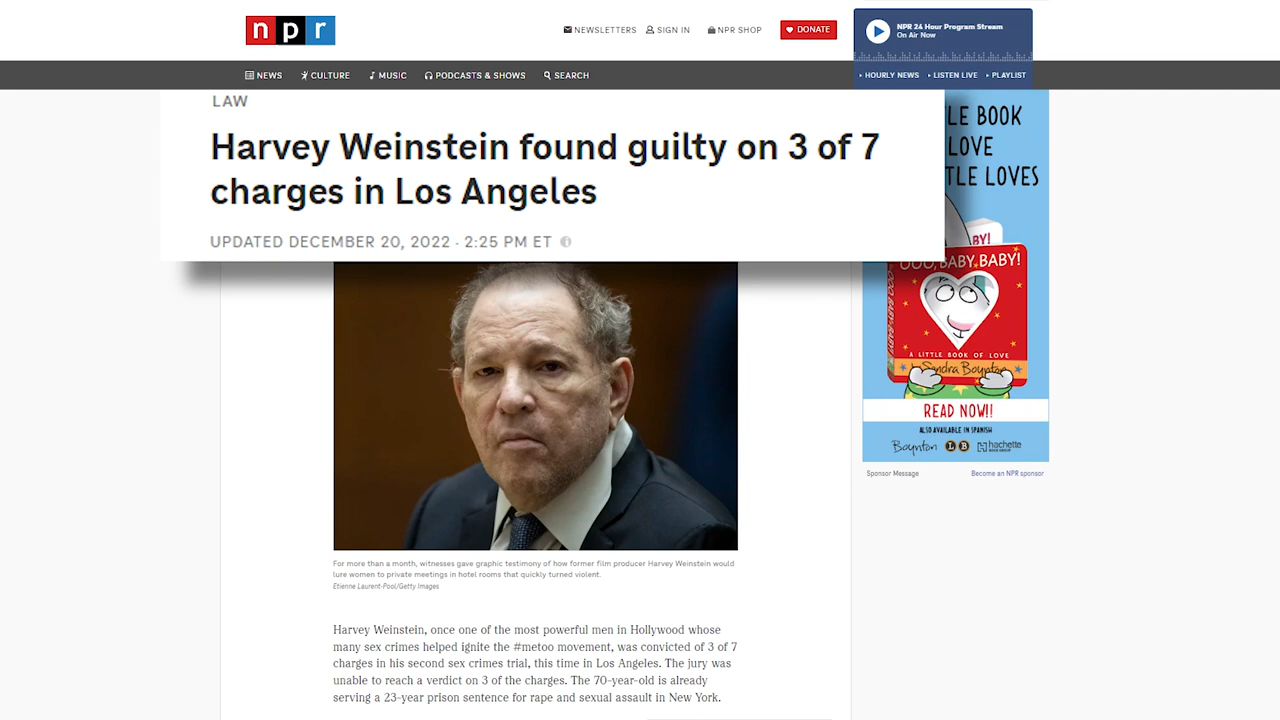 npr
NEWSLETTERS SIGN IN NPR SHOP DONATE
NPR 24 Hour Program Stream
On Air Now
NEWS CULTURE MUSIC PODCASTS & SHOWS SEARCH
HOURLY NEWS LISTEN LIVE PLAYLIST
LAW
Harvey Weinstein found guilty on 3 of 7
charges in Los Angeles
UPDATED DECEMBER 20, 2022 · 2:25 PM ET
For more than a month, witnesses gave graphic testimony of how former film producer Harvey Weinstein would
lure women to private meetings in hotel rooms that quickly turned violent.
Etienne Laurent-Pool/Getty Images
Harvey Weinstein, once one of the most powerful men in Hollywood whose
many sex crimes helped ignite the #metoo movement, was convicted of 3 of 7
charges in his second sex crimes trial, this time in Los Angeles. The jury was
unable to reach a verdict on 3 of the charges. The 70-year-old is already
serving a 23-year prison sentence for rape and sexual assault in New York.
LE BOOK
LOVE
TLE LOVES
BY!
OOO, BABY BABY!
A LITTLE BOOK OF LOVE
Sandra Boynton
READ NOW!!
ALSO AVAILABLE IN SPANISH
Boynton LB hachette
Sponsor Message Become an NPR sponsor